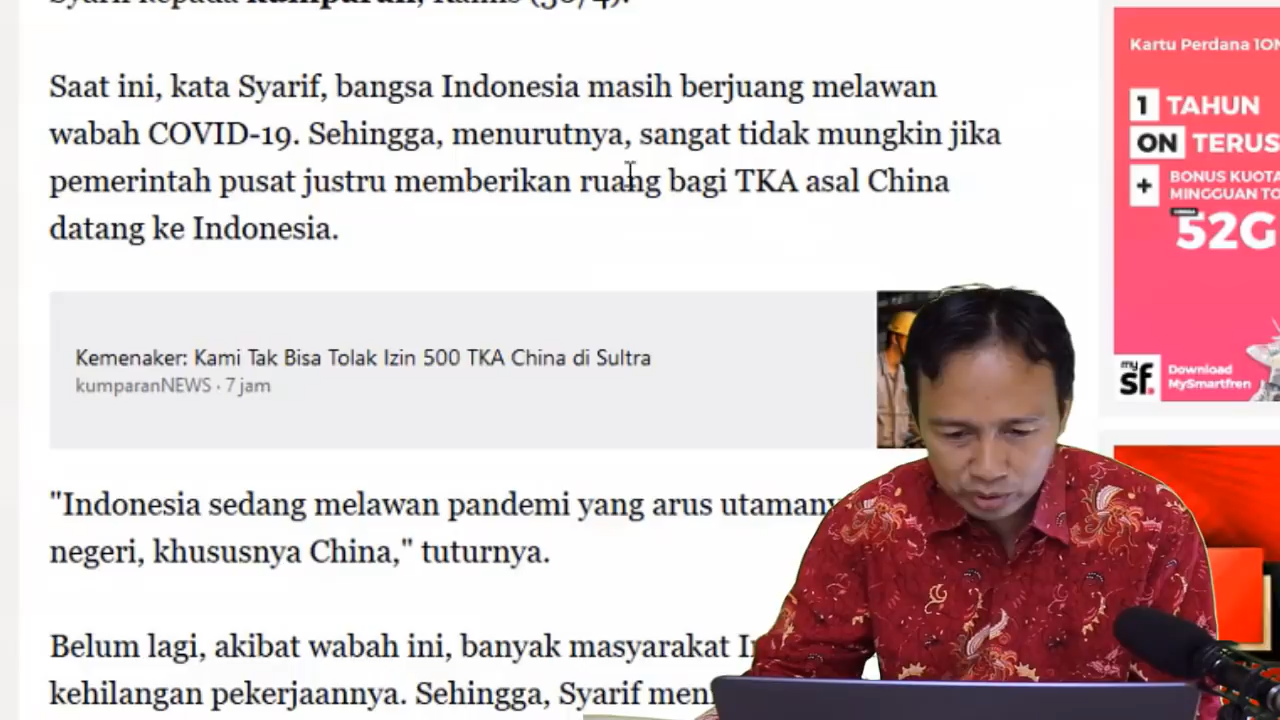 Saat ini, kata Syarif, bangsa Indonesia masih berjuang melawan
wabah COVID-19. Sehingga, menurutnya, sangat tidak mungkin jika
pemerintah pusat justru memberikan ruang bagi TKA asal China
datang ke Indonesia.
Kemenaker: Kami Tak Bisa Tolak Izin 500 TKA China di Sultra
kumparanNEWS · 7 jam
"Indonesia sedang melawan pandemi yang arus
negeri, khususnya China," tuturnya.
Belum lagi, akibat wabah ini, banyak masyarakat
kehilangan pekerjaannya. Sehingga, Syarif
Kartu Perdana
1 TAHUN
ON TERUS
+ BONUS KUOTA
MINGGUAN
52G
my
sf.
Download
MySmartfren